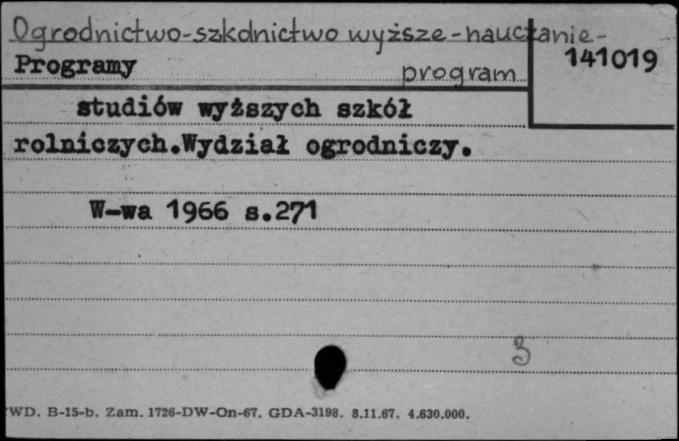 Ogrodnictwo-szkolnictwo wyższe-nauczanie-
program
141019
Programy
studiów wyższych szkół
rolniczych.Wydział ogrodniczy.
W-wa 1966 s.271
3
WD. B-15-b. Zam. 1726-DW-On-67. GDA-3198. 8.11.67. 4.630.000.